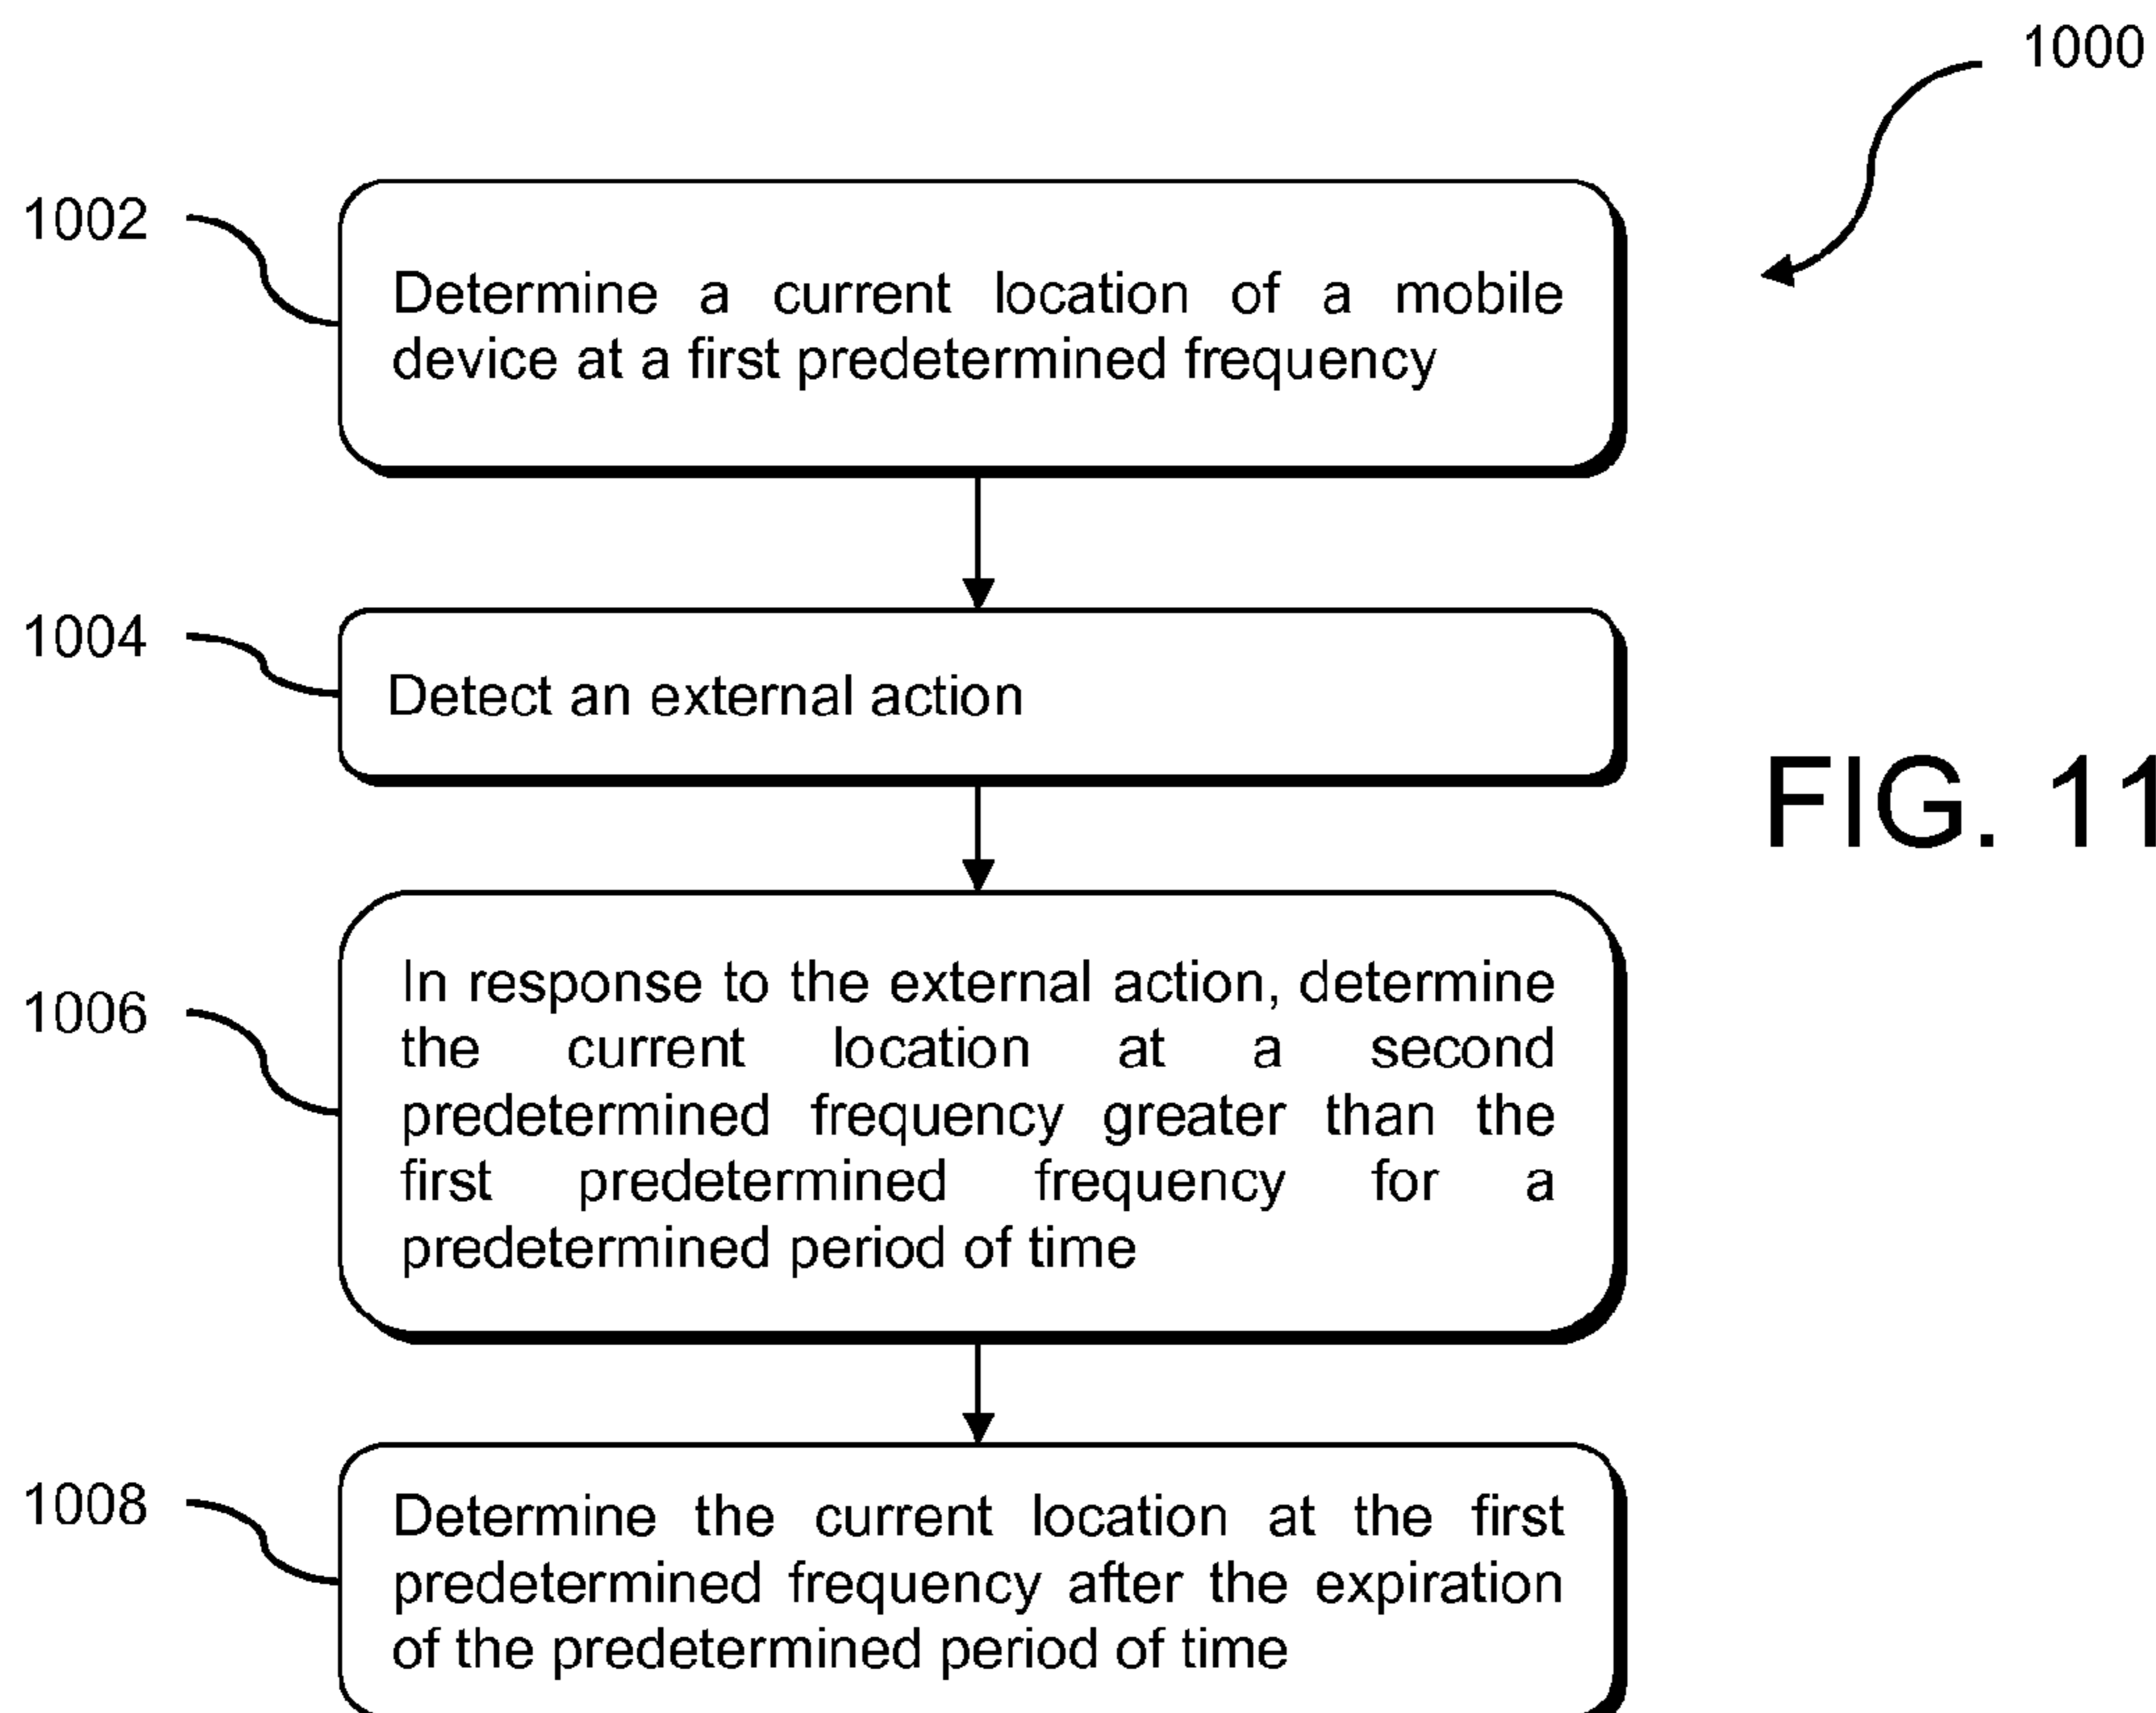 1000
1002
Determine a current location of a mobile
device at a first predetermined frequency
1004
Detect an external action
FIG. 11
1006
In response to the external action, determine
the current location at a second
predetermined frequency greater than the
first predetermined frequency for a
predetermined period of time
1008
Determine the current location at the first
predetermined frequency after the expiration
of the predetermined period of time